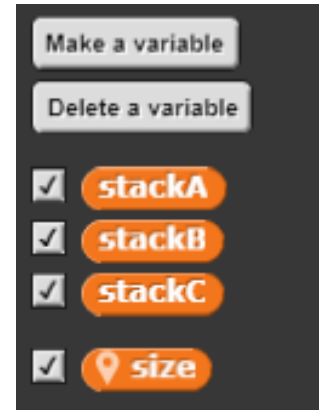 Make a variable
Delete a variable
stackA
stackB
stackC
size